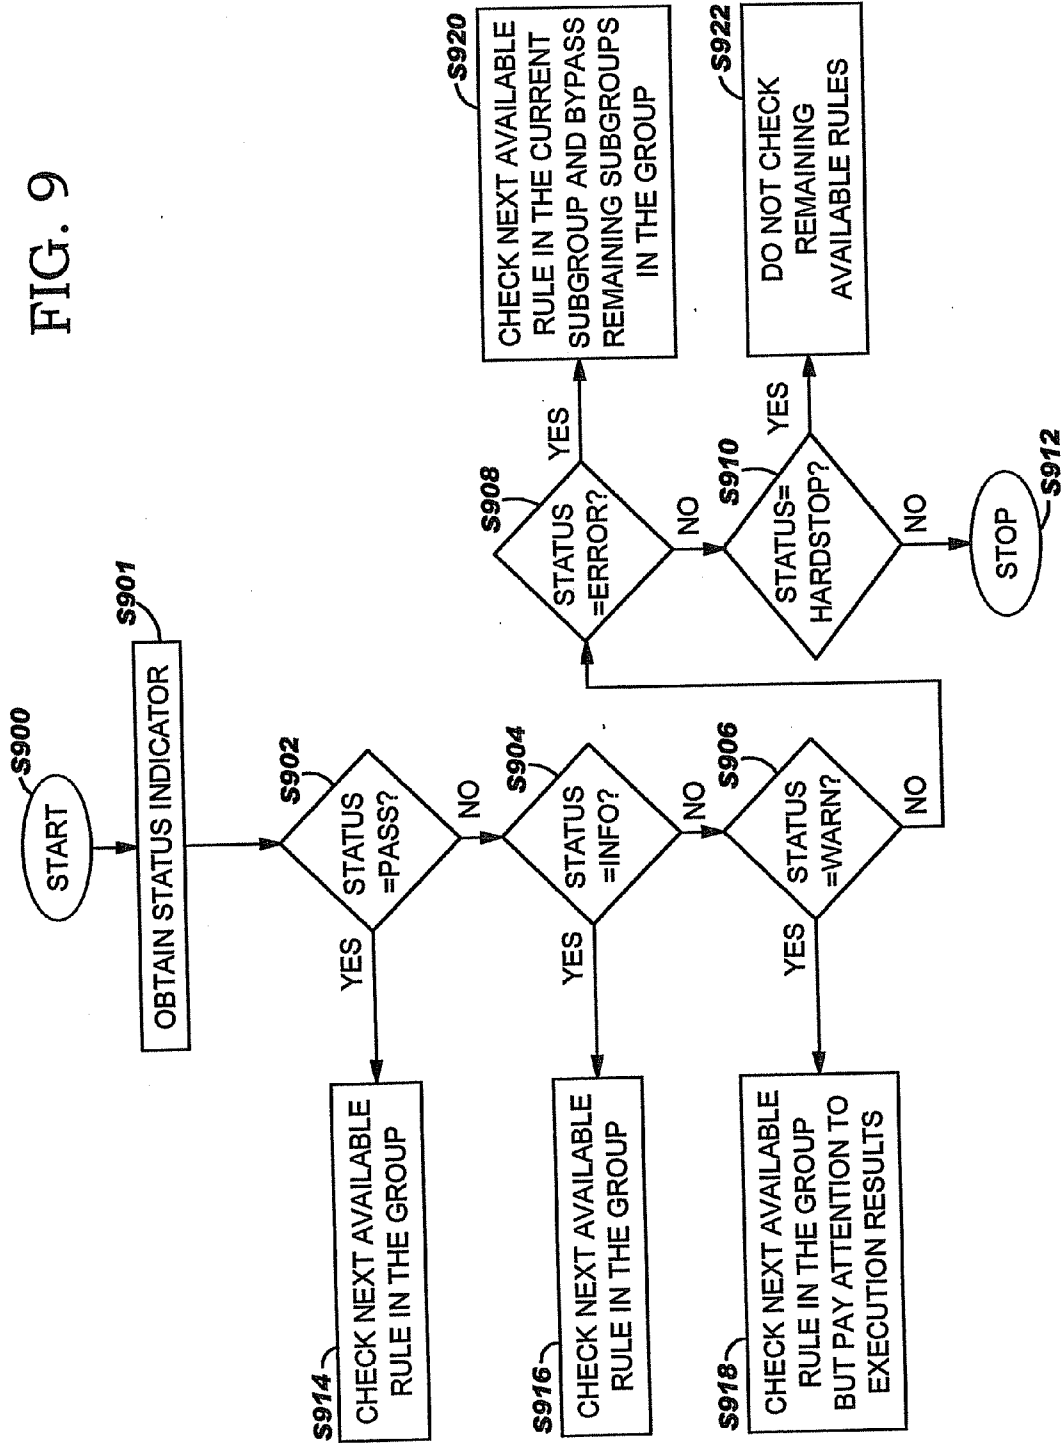 FIG. 9
S900
START
S901
OBTAIN STATUS INDICATOR
S902
STATUS
=PASS?
YES
NO
S914
CHECK NEXT AVAILABLE
RULE IN THE GROUP
S904
STATUS
=INFO?
YES
NO
S916
CHECK NEXT AVAILABLE
RULE IN THE GROUP
S906
STATUS
=WARN?
YES
NO
S918
CHECK NEXT AVAILABLE
RULE IN THE GROUP
BUT PAY ATTENTION TO
EXECUTION RESULTS
S908
STATUS
=ERROR?
YES
NO
S920
CHECK NEXT AVAILABLE
RULE IN THE CURRENT
SUBGROUP AND BYPASS
REMAINING SUBGROUPS
IN THE GROUP
S910
STATUS=
HARDSTOP?
YES
NO
S922
DO NOT CHECK
REMAINING
AVAILABLE RULES
STOP
S912